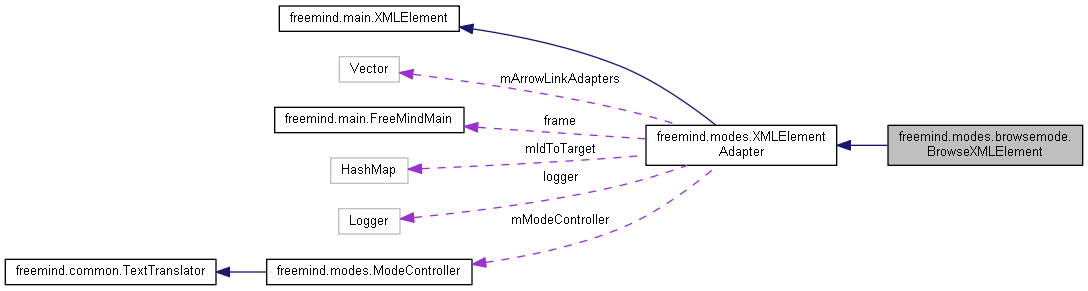 freemind.main.XMLElement
Vector
mArrowLinkAdapters
freemind.main.FreeMindMain
frame
freemind.modes.XMLElement
Adapter
freemind.modes.browsemode.
BrowseXMLElement
mIdToTarget
HashMap
logger
Logger
mModeController
freemind.common.TextTranslator
freemind.modes.ModeController